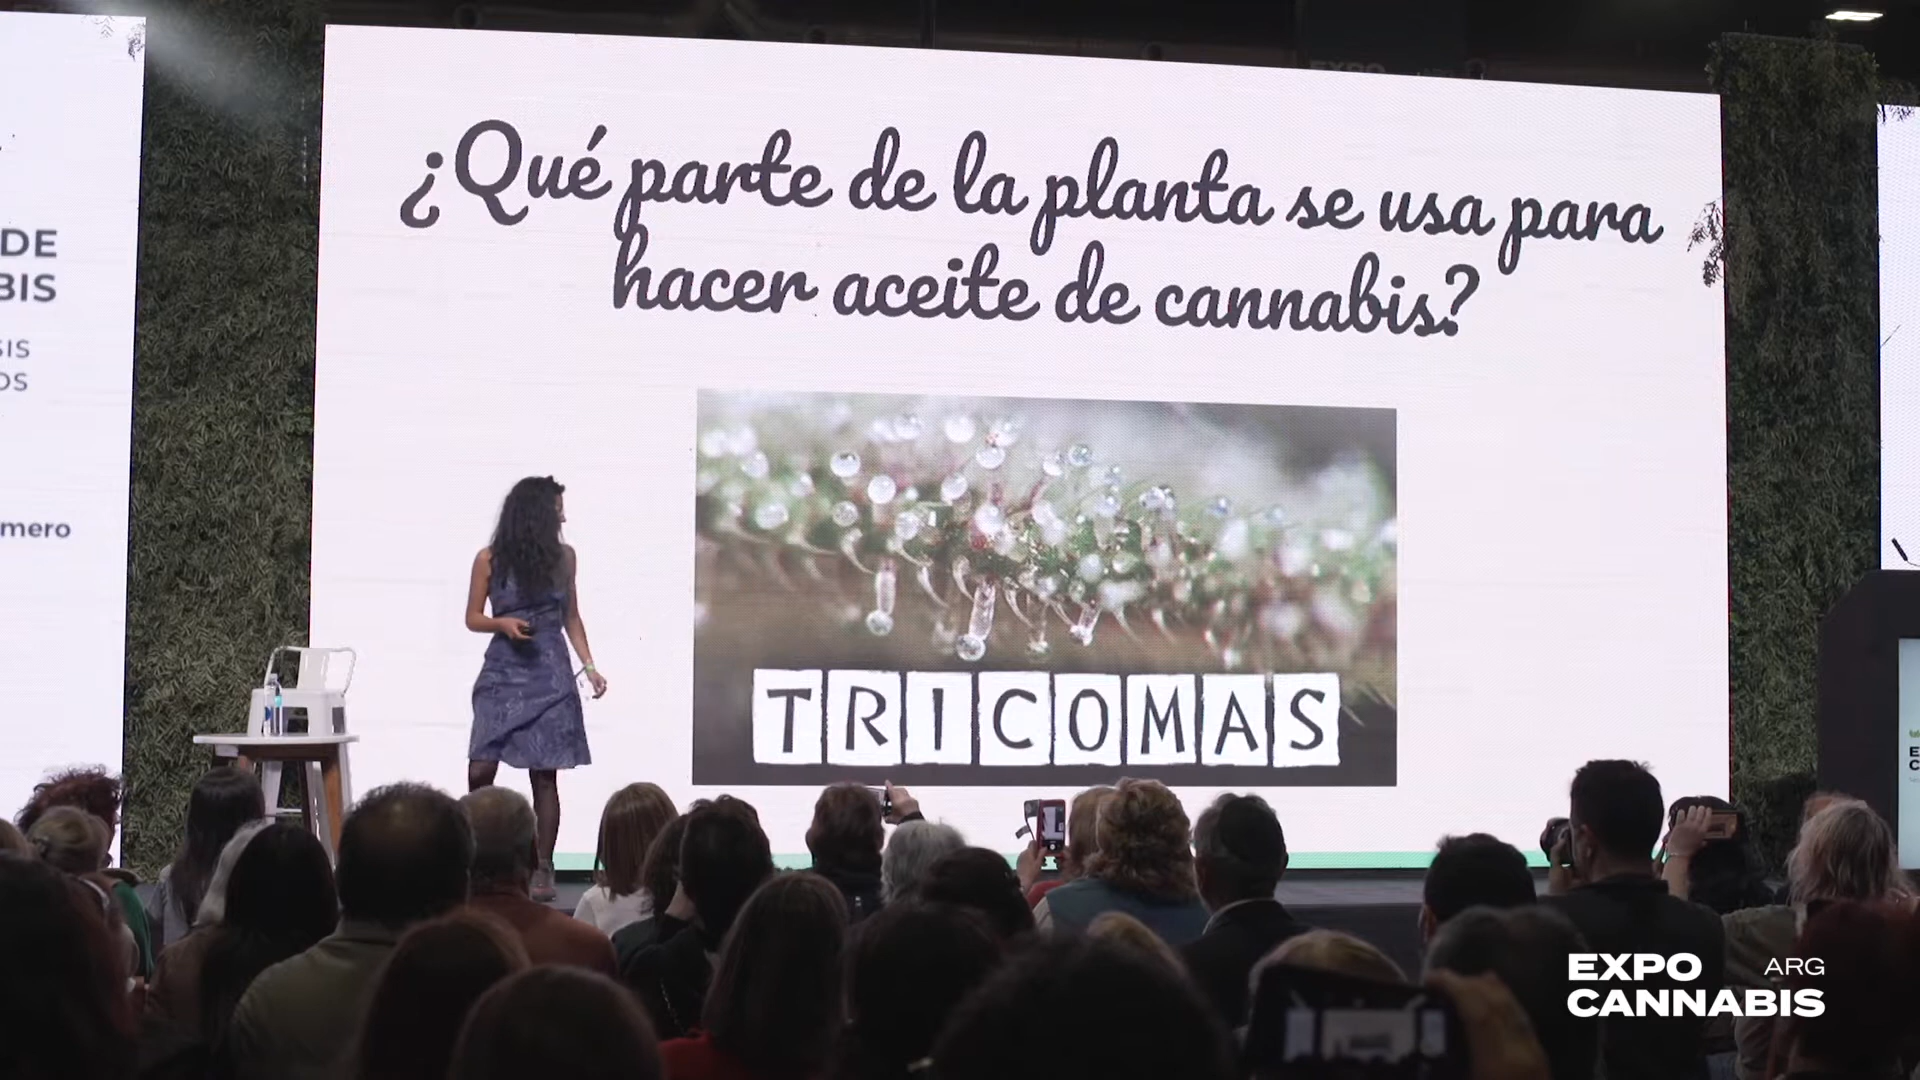 DE
BIS
SIS
OS
mero
¿Qué parte de la planta se usa para
hacer aceite de cannabis?
TRICOMAS
EXPO ARG
CANNABIS